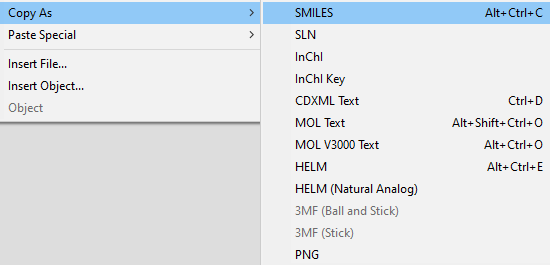 Copy As
Paste Special
Insert File...
Insert Object...
Object
SMILES Alt+Ctrl+C
SLN
InChI
InChI Key
CDXML Text Ctrl+D
MOL Text Alt+Shift+Ctrl+O
MOL V3000 Text Alt+Ctrl+O
HELM Alt+Ctrl+E
HELM (Natural Analog)
3MF (Ball and Stick)
3MF (Stick)
PNG